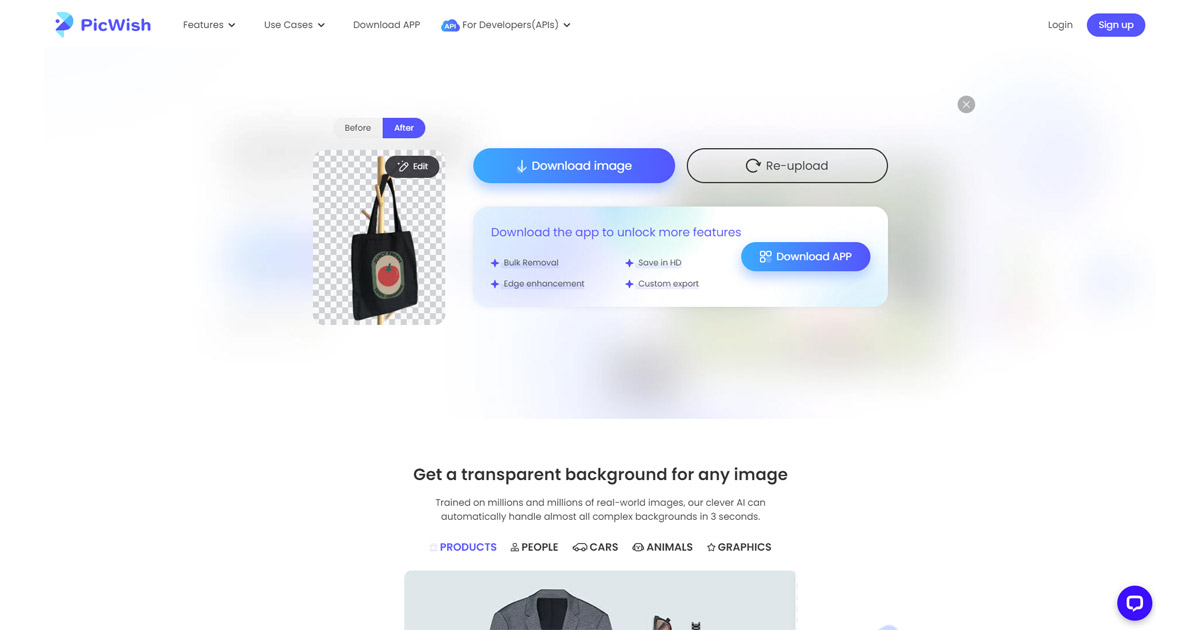 PicWish
Features
Use Cases
Download APP
API For Developers(APIs)
Login
Sign up
Before
After
Edit
Download image
Re-upload
Download the app to unlock more features
Bulk Removal
Save in HD
Edge enhancement
Custom export
Download APP
Get a transparent background for any image
Trained on millions and millions of real-world images, our clever AI can
automatically handle almost all complex backgrounds in 3 seconds.
PRODUCTS
PEOPLE
CARS
ANIMALS
GRAPHICS